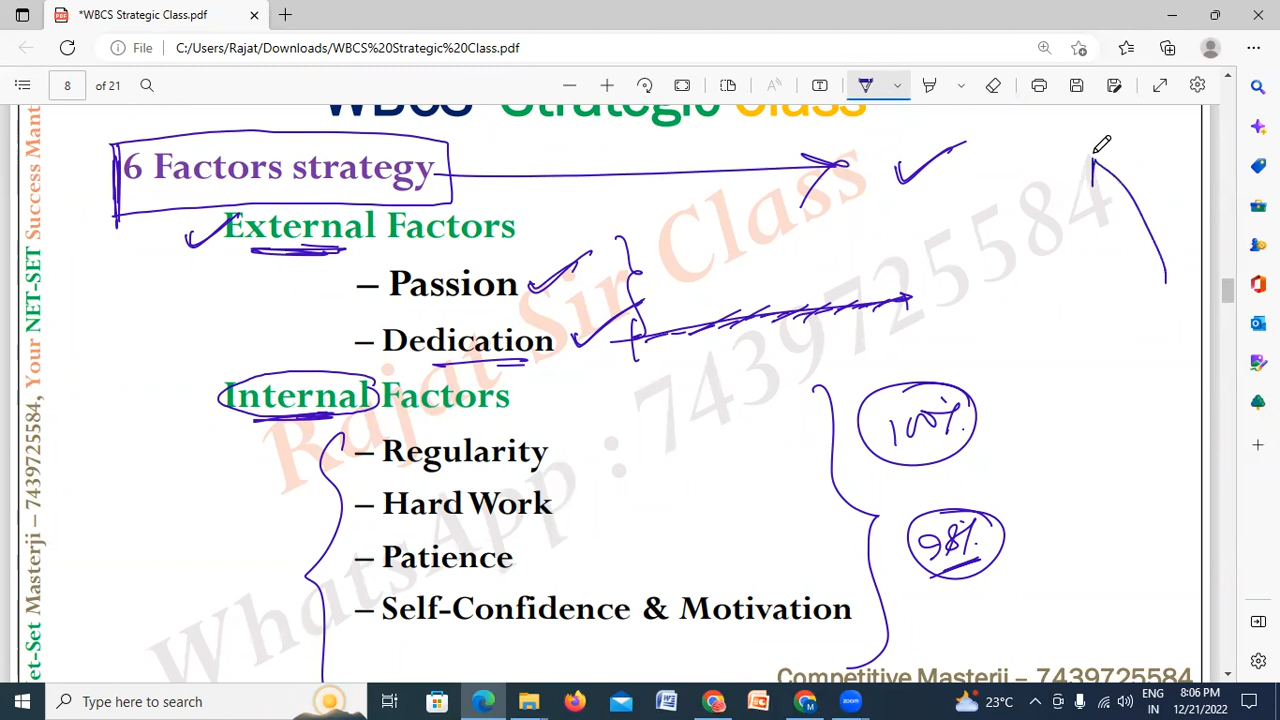 *WBCS Strategic Class.pdf
File
C:/Users/Rajat/Downloads/WBCS%20Strategic%20Class.pdf
8 of 21
WBCS Strategic Class
6 Factors strategy
External Factors
– Passion
– Dedication
Internal Factors
– Regularity
– Hard Work
– Patience
– Self-Confidence & Motivation
100%
98%
Rajat Sir Class
WhatsApp : 7439725584
et-Set Masterji – 7439725584, Your NET-SET Success Mant
Competitive Masterji – 7439725584
Type here to search
23°C
ENG
IN
8:06 PM
12/21/2022